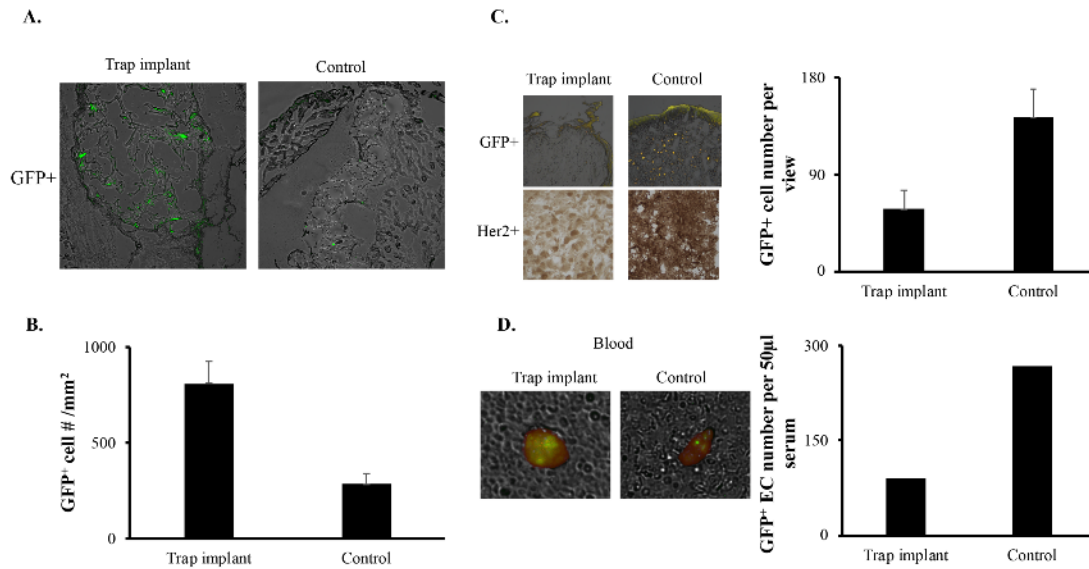 A.
Trap implant Control
GFP+
B.
1000
500
0
GFP⁺ cell # /mm²
Trap implant Control
C.
Trap implant Control
GFP+
Her2+
180
90
0
GFP+ cell number per view
Trap implant Control
D.
Blood
Trap implant Control
300
150
0
GFP⁺ EC number per 50µl serum
Trap implant Control